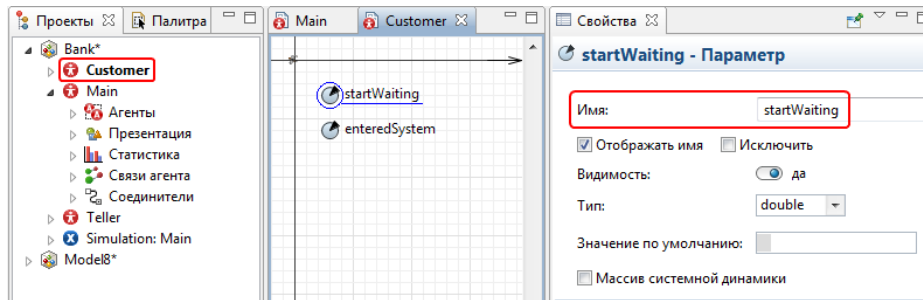 Проекты
Палитра
Bank*
Customer
Main
Агенты
Презентация
Статистика
Связи агента
Соединители
Teller
Simulation: Main
Model8*
Main
Customer
startWaiting
enteredSystem
Свойства
startWaiting - Параметр
Имя: startWaiting
Отображать имя Исключить
Видимость: да
Тип: double
Значение по умолчанию:
Массив системной динамики